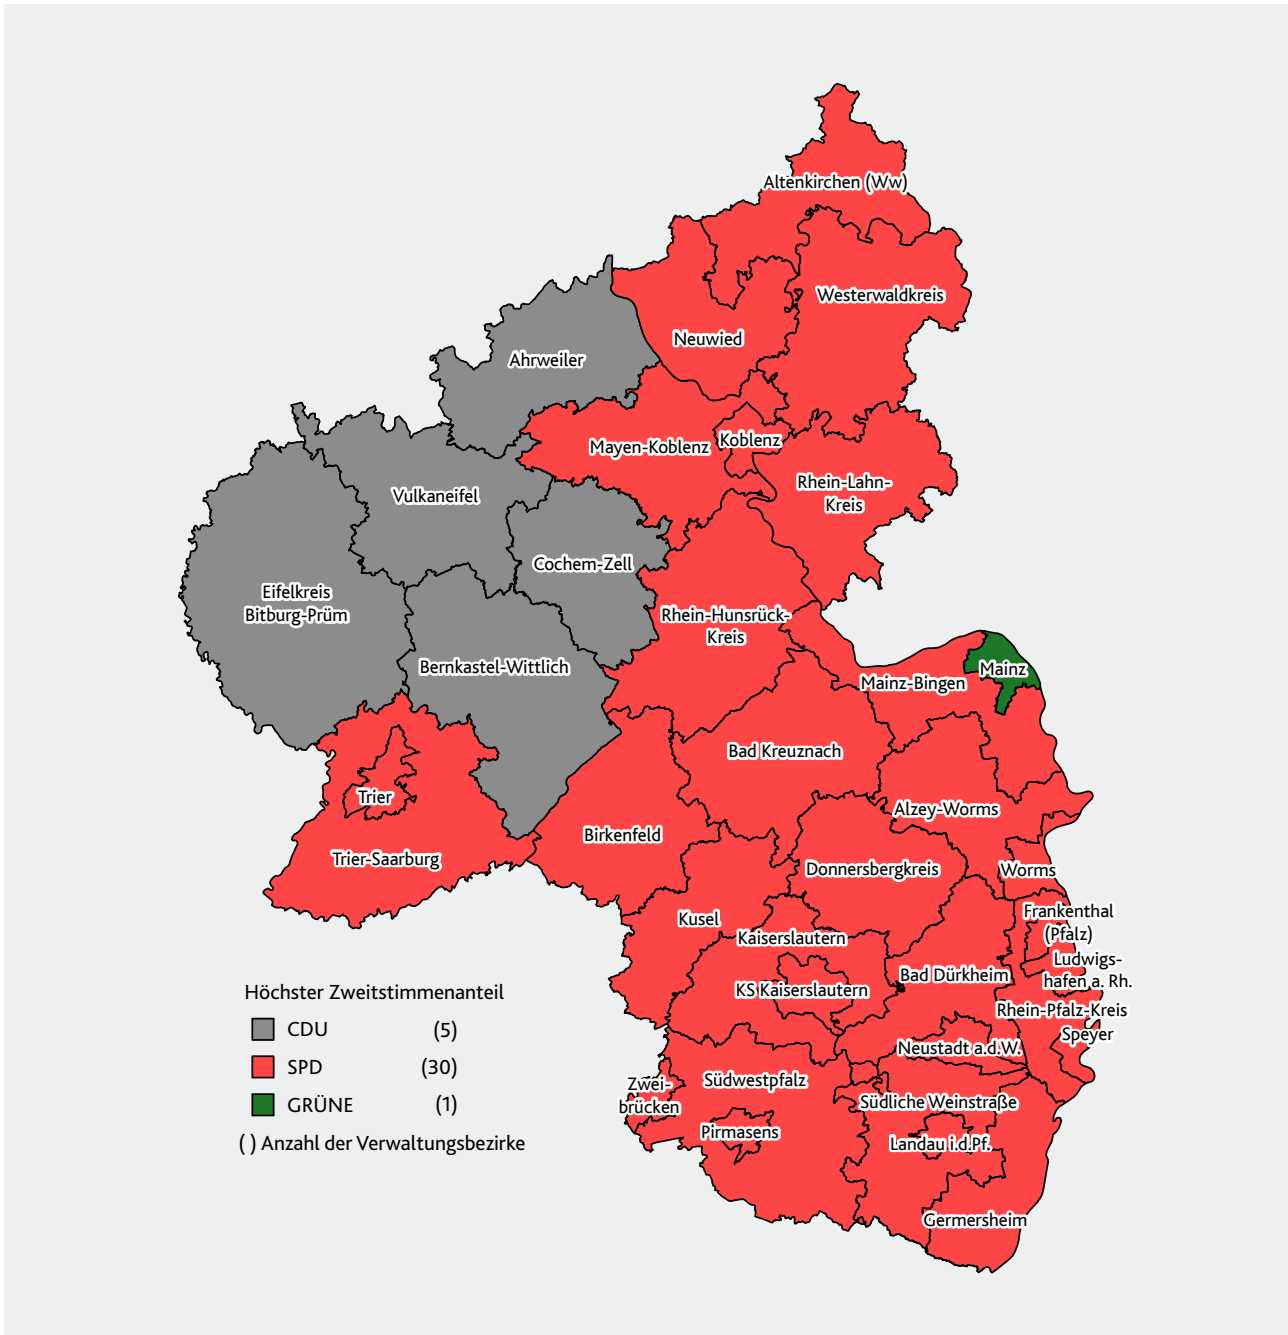 Altenkirchen (Ww)
Westerwaldkreis
Neuwied
Ahrweiler
Koblenz
Mayen-Koblenz
Rhein-Lahn-
Kreis
Vulkaneifel
Cochem-Zell
Eifelkreis
Bitburg-Prüm
Rhein-Hunsrück-
Kreis
Bernkastel-Wittlich
Mainz
Mainz-Bingen
Bad Kreuznach
Trier
Alzey-Worms
Birkenfeld
Trier-Saarburg
Donnersbergkreis
Worms
Kusel
Frankenthal
(Pfalz)
Kaiserslautern
Ludwigs-
hafen a. Rh.
Bad Dürkheim
KS Kaiserslautern
Rhein-Pfalz-Kreis
Speyer
Neustadt a.d.W.
Südwestpfalz
Zwei-
brücken
Südliche Weinstraße
Pirmasens
Landau i.d.Pf.
Germersheim
Höchster Zweitstimmenanteil
CDU (5)
SPD (30)
GRÜNE (1)
( ) Anzahl der Verwaltungsbezirke